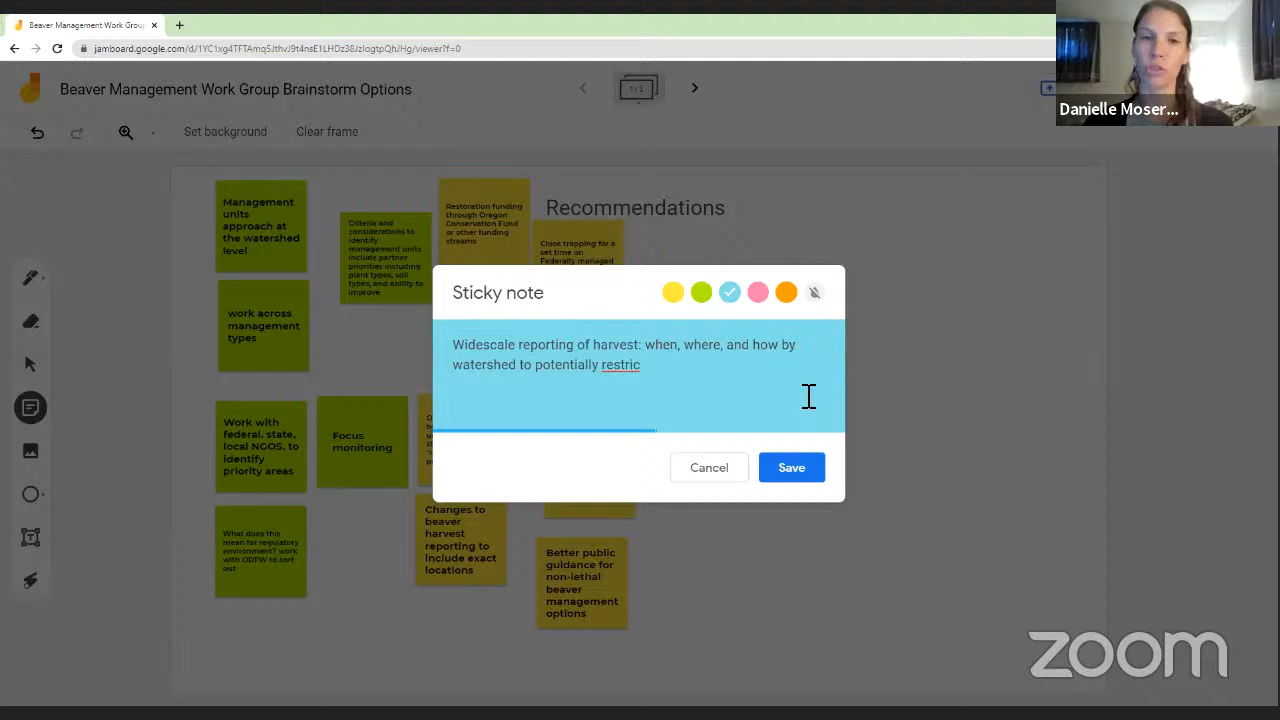 Beaver Management Work Grou
jamboard.google.com/d/1YC1xg4TFTAmq5JthvJ9t4nsE1LHDz38JzlogtpQhJHg/viewer?f=0
Beaver Management Work Group Brainstorm Options
1/2
Danielle Moser...
Set background
Clear frame
Recommendations
Management
units
approach at
the watershed
level
Criteria and
considerations to
identify
management units
include partner
priorities including
plant types, soil
types, and ability to
improve
Restoration funding
through Oregon
Conservation Fund
or other funding
streams
Close trapping for a
set time on
Federally managed
work across
management
types
Sticky note
Widescale reporting of harvest: when, where, and how by
watershed to potentially restric
Cancel
Save
Work with
federal, state,
local NGOS, to
identify
priority areas
Focus
monitoring
What does this
mean for regulatory
environment? work
with ODFW to sort
out
Changes to
beaver
harvest
reporting to
include exact
locations
Better public
guidance for
non-lethal
beaver
management
options
zoom